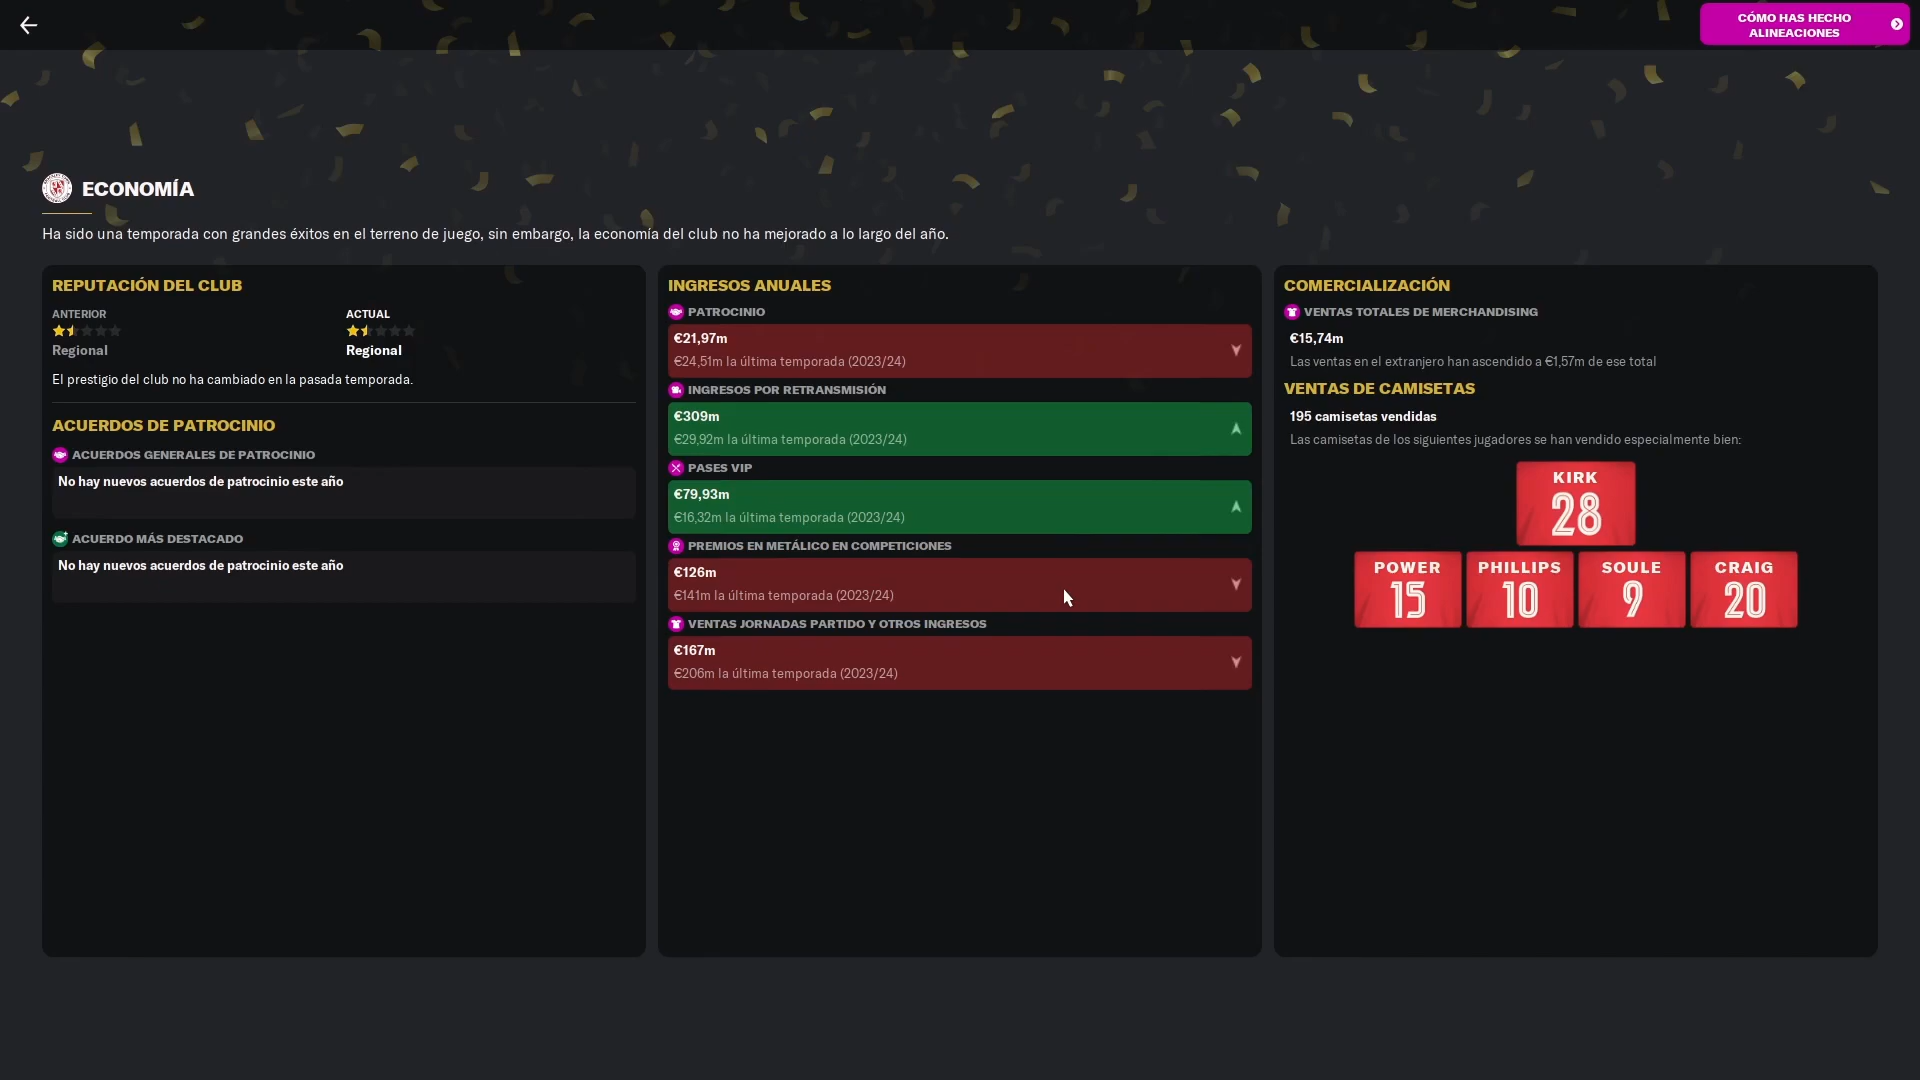 CÓMO HAS HECHO
ALINEACIONES
ECONOMÍA
Ha sido una temporada con grandes éxitos en el terreno de juego, sin embargo, la economía del club no ha mejorado a lo largo del año.
REPUTACIÓN DEL CLUB
ANTERIOR
ACTUAL
Regional
Regional
El prestigio del club no ha cambiado en la pasada temporada.
ACUERDOS DE PATROCINIO
ACUERDOS GENERALES DE PATROCINIO
No hay nuevos acuerdos de patrocinio este año
ACUERDO MÁS DESTACADO
No hay nuevos acuerdos de patrocinio este año
INGRESOS ANUALES
PATROCINIO
€21,97m
€24,51m la última temporada (2023/24)
INGRESOS POR RETRANSMISIÓN
€309m
€29,92m la última temporada (2023/24)
PASES VIP
€79,93m
€16,32m la última temporada (2023/24)
PREMIOS EN METÁLICO EN COMPETICIONES
€126m
€141m la última temporada (2023/24)
VENTAS JORNADAS PARTIDO Y OTROS INGRESOS
€167m
€206m la última temporada (2023/24)
COMERCIALIZACIÓN
VENTAS TOTALES DE MERCHANDISING
€15,74m
Las ventas en el extranjero han ascendido a €1,57m de ese total
VENTAS DE CAMISETAS
195 camisetas vendidas
Las camisetas de los siguientes jugadores se han vendido especialmente bien:
KIRK
28
POWER
15
PHILLIPS
10
SOULE
9
CRAIG
20